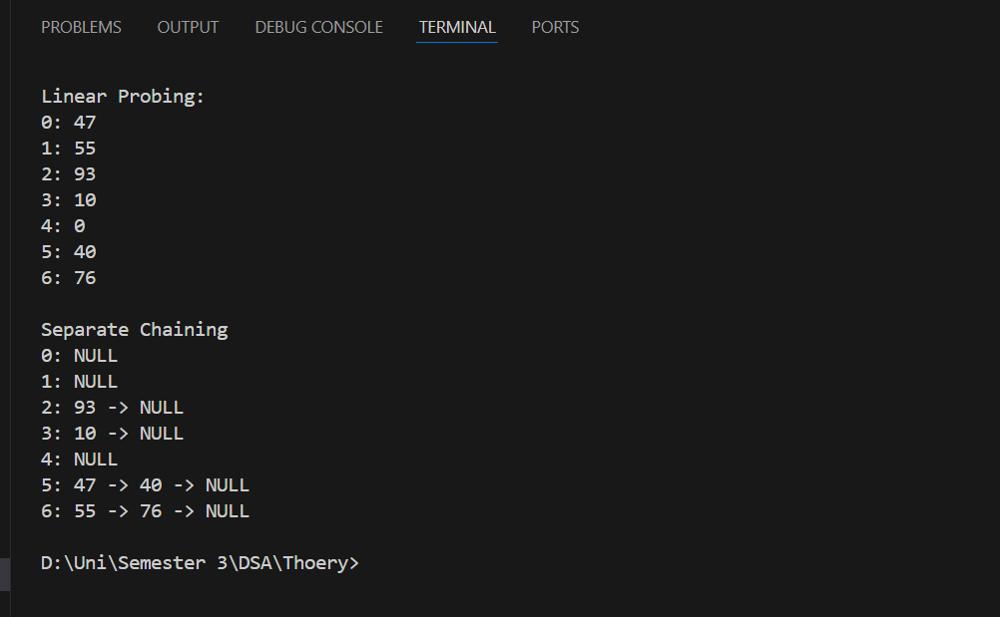 PROBLEMS OUTPUT DEBUG CONSOLE TERMINAL PORTS
Linear Probing:
0: 47
1: 55
2: 93
3: 10
4: 0
5: 40
6: 76
Separate Chaining
0: NULL
1: NULL
2: 93 -> NULL
3: 10 -> NULL
4: NULL
5: 47 -> 40 -> NULL
6: 55 -> 76 -> NULL
D:\Uni\Semester 3\DSA\Thoery>